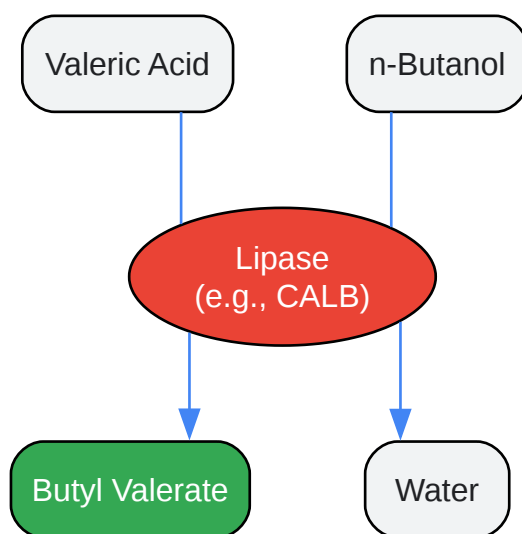 Valeric Acid
n-Butanol
Lipase
(e.g., CALB)
Butyl Valerate
Water